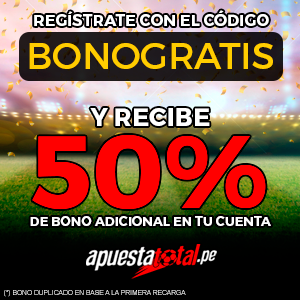 REGÍSTRATE CON EL CÓDIGO
BONOGRATIS
Y RECIBE
50%
DE BONO ADICIONAL EN TU CUENTA
apuestatotal.pe
(*) BONO DUPLICADO EN BASE A LA PRIMERA RECARGA